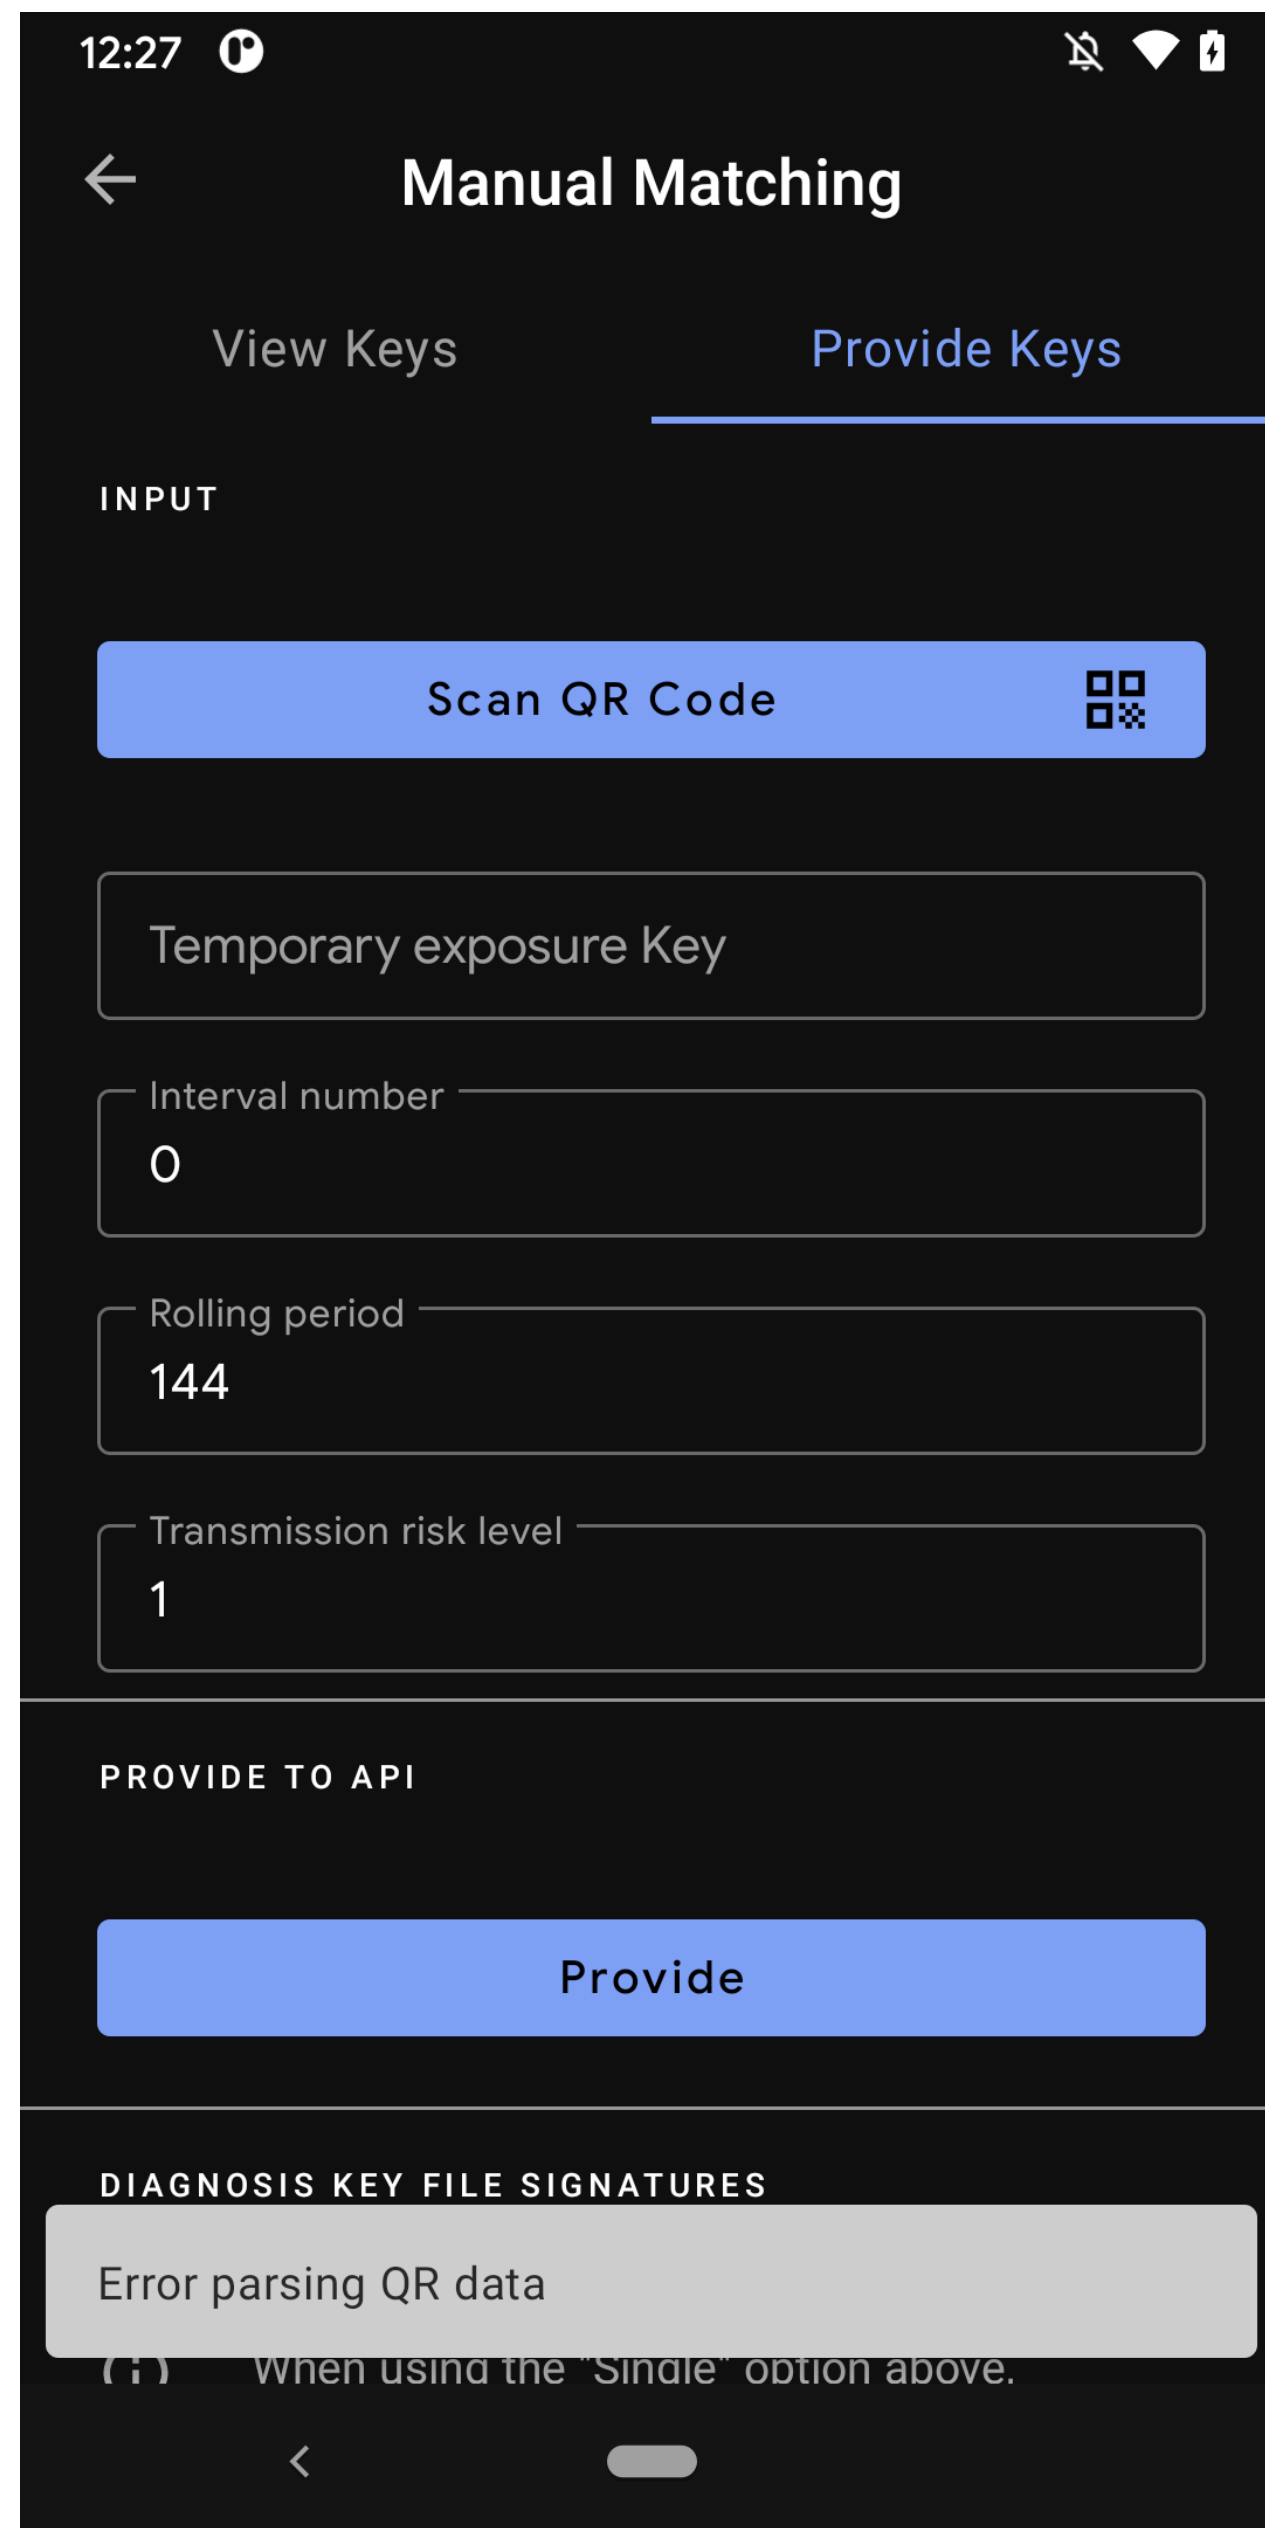 12:27
Manual Matching
View Keys
Provide Keys
INPUT
Scan QR Code
Temporary exposure Key
Interval number
0
Rolling period
144
Transmission risk level
1
PROVIDE TO API
Provide
DIAGNOSIS KEY FILE SIGNATURES
Error parsing QR data
When using the "Single" option above,